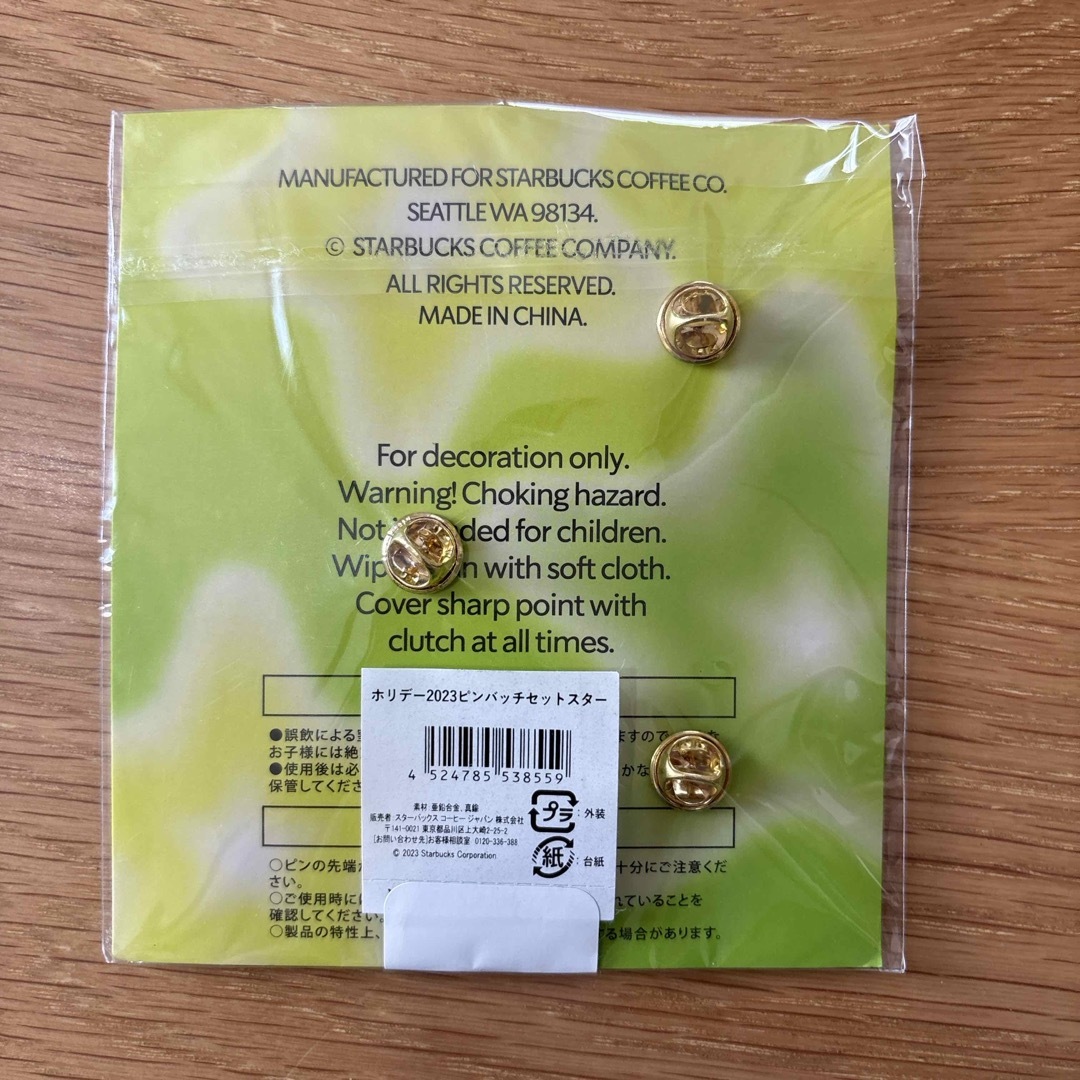 MANUFACTURED FOR STARBUCKS COFFEE CO.
SEATTLE WA 98134.
© STARBUCKS COFFEE COMPANY.
ALL RIGHTS RESERVED.
MADE IN CHINA.
For decoration only.
Warning! Choking hazard.
for children.
with soft cloth.
Cover sharp point with
clutch at all times.
ホリデー2023ピンバッチセットスター
4 524785 538559
素材:亜鉛合金、真鍮
販売者:スターバックス コーヒー ジャパン 株式会社
〒141-0021 東京都品川区上大崎2-25-2
[お問い合わせ先]お客様相談室 0120-336-388
© 2023 Starbucks Corporation
プラ :外装
紙 :台紙
●誤飲による ますので
お子様には絶
●使用後は必
保管してくださ
○ピンの先端 十分にご注意くだ
さい。
○ご使用時に れていることを
確認してください。
○製品の特性上、 る場合があります。